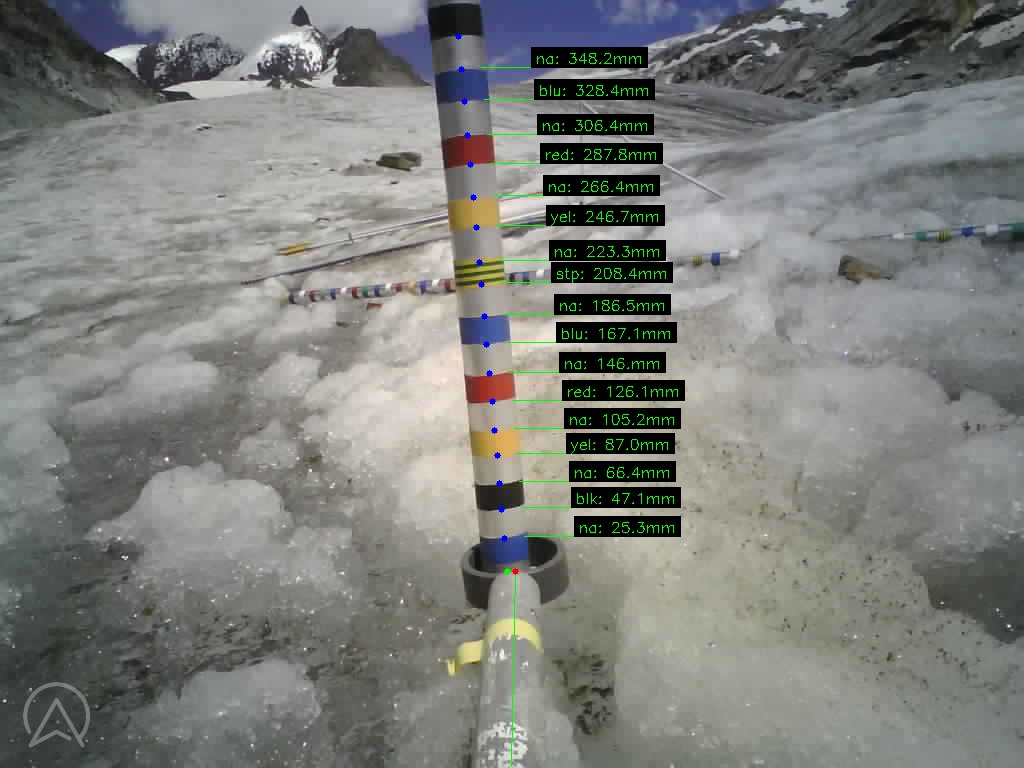 na: 348.2mm
blu: 328.4mm
na: 306.4mm
red: 287.8mm
na: 266.4mm
yel: 246.7mm
na: 223.3mm
stp: 208.4mm
na: 186.5mm
blu: 167.1mm
na: 146.mm
red: 126.1mm
na: 105.2mm
yel: 87.0mm
na: 66.4mm
blk: 47.1mm
na: 25.3mm